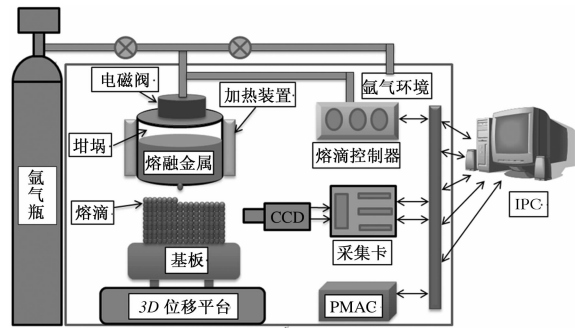 电磁阀
加热装置
氩气环境
坩埚
熔融金属
熔滴控制器
氩气瓶
熔滴
CCD
采集卡
IPC
基板
3D 位移平台
PMAC